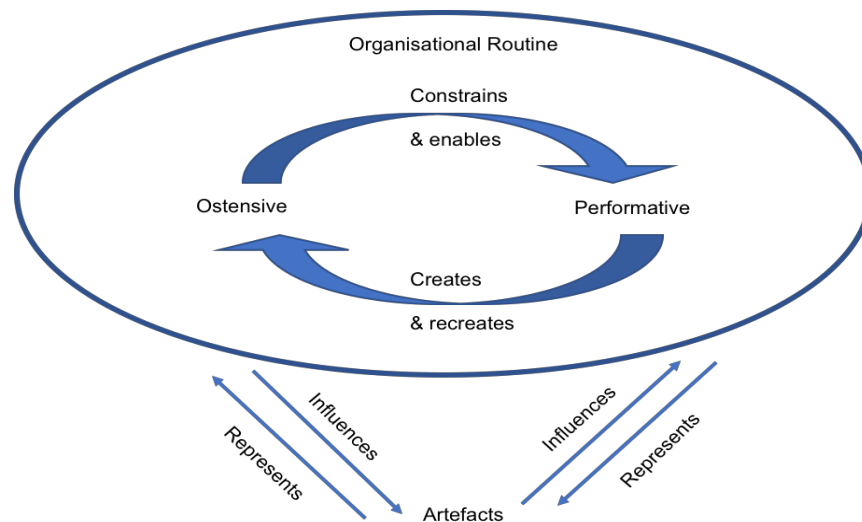 Organisational Routine
Constrains
& enables
Ostensive
Performative
Creates
& recreates
Influences
Represents
Influences
Represents
Artefacts